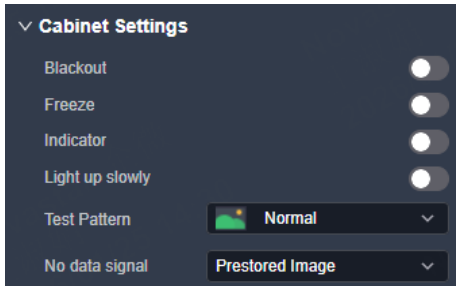 Cabinet Settings
Blackout
Freeze
Indicator
Light up slowly
Test Pattern Normal
No data signal Prestored Image